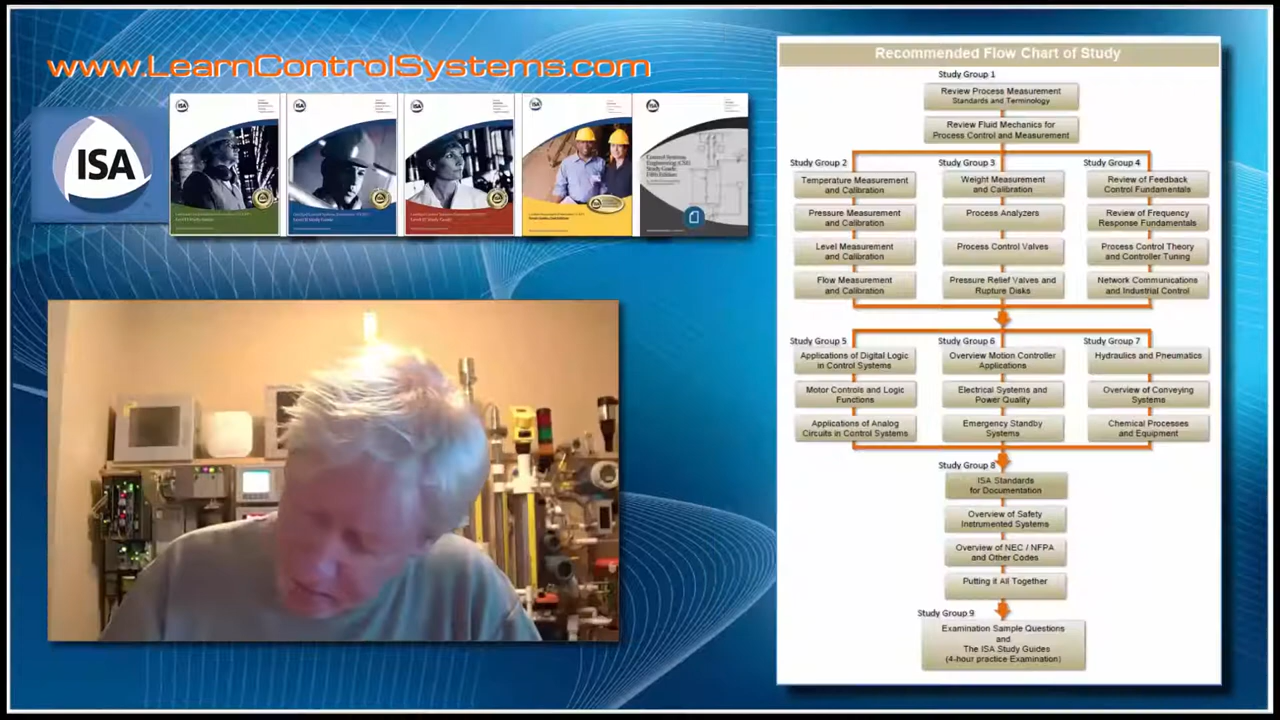 www.LearnControlSystems.com
ISA
Control Systems
Engineering (CSE)
Study Guide
Fifth Edition
Recommended Flow Chart of Study
Study Group 1
Review Process Measurement
Standards and Terminology
Review Fluid Mechanics for
Process Control and Measurement
Study Group 2
Temperature Measurement
and Calibration
Pressure Measurement
and Calibration
Level Measurement
and Calibration
Flow Measurement
and Calibration
Study Group 3
Weight Measurement
and Calibration
Process Analyzers
Process Control Valves
Pressure Relief Valves and
Rupture Disks
Study Group 4
Review of Feedback
Control Fundamentals
Review of Frequency
Response Fundamentals
Process Control Theory
and Controller Tuning
Network Communications
and Industrial Control
Study Group 5
Applications of Digital Logic
in Control Systems
Motor Controls and Logic
Functions
Applications of Analog
Circuits in Control Systems
Study Group 6
Overview Motion Controller
Applications
Electrical Systems and
Power Quality
Emergency Standby
Systems
Study Group 7
Hydraulics and Pneumatics
Overview of Conveying
Systems
Chemical Processes
and Equipment
Study Group 8
ISA Standards
for Documentation
Overview of Safety
Instrumented Systems
Overview of NEC / NFPA
and Other Codes
Putting it All Together
Study Group 9
Examination Sample Questions
and
The ISA Study Guides
(4-hour practice Examination)